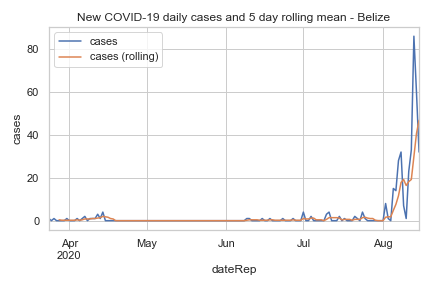 New COVID-19 daily cases and 5 day rolling mean - Belize
cases
cases (rolling)
80
60
40
20
0
cases
Apr
2020
May
Jun
Jul
Aug
dateRep